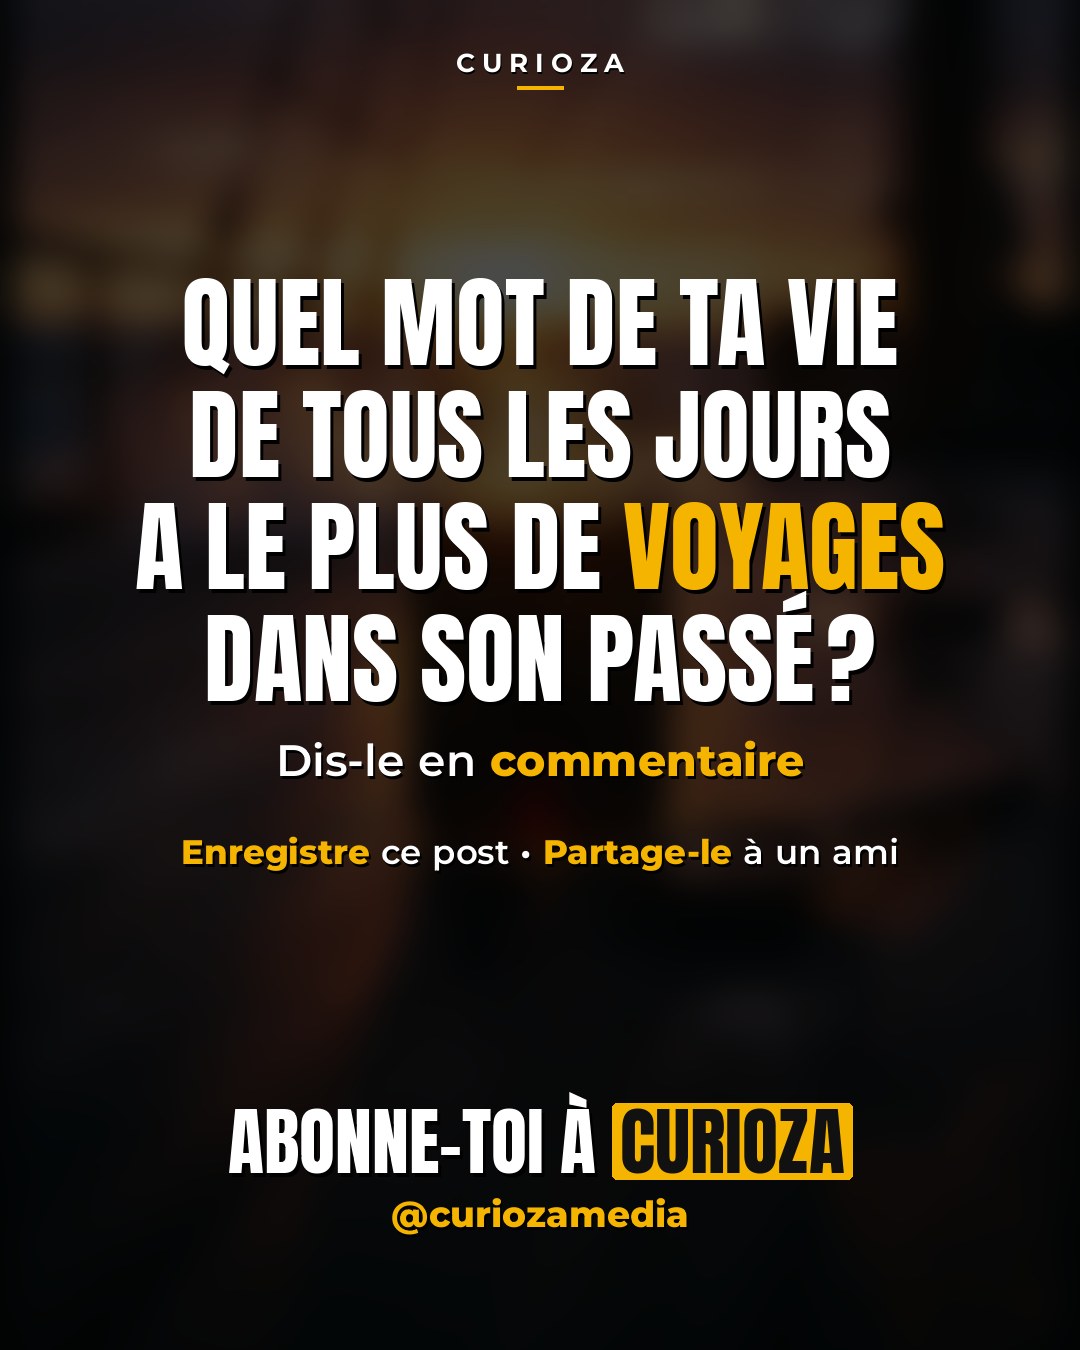 CURIOZA
QUEL MOT DE TA VIE
DE TOUS LES JOURS
A LE PLUS DE VOYAGES
DANS SON PASSÉ ?
Dis-le en commentaire
Enregistre ce post • Partage-le à un ami
ABONNE-TOI À CURIOZA
@curiozamedia